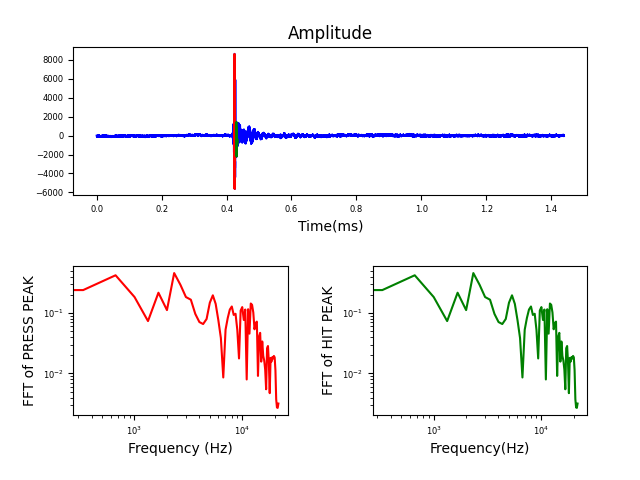 Amplitude
8000
6000
4000
2000
0
−2000
−4000
−6000
0.0 0.2 0.4 0.6 0.8 1.0 1.2 1.4
Time(ms)
FFT of PRESS PEAK
10⁻¹
10⁻²
10³ 10⁴
Frequency (Hz)
FFT of HIT PEAK
10⁻¹
10⁻²
10³ 10⁴
Frequency(Hz)